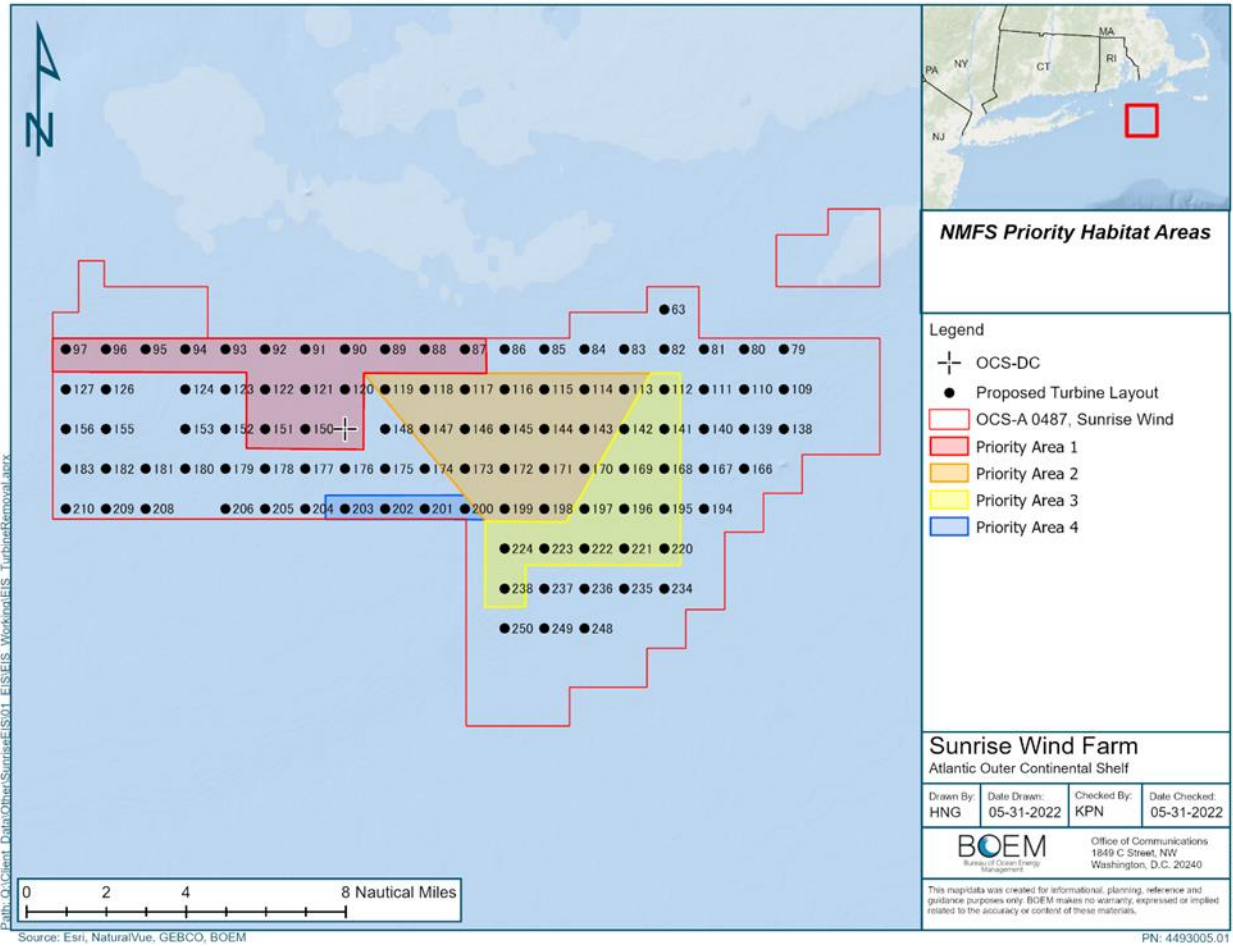 N
97 96 95 94 93 92 91 90 89 88 87 86 85 84 83 82 81 80 79
63
127 126 124 123 122 121 120 119 118 117 116 115 114 113 112 111 110 109
156 155 153 152 151 150 148 147 146 145 144 143 142 141 140 139 138
183 182 181 180 179 178 177 176 175 174 173 172 171 170 169 168 167 166
210 209 208 206 205 204 203 202 201 200 199 198 197 196 195 194
224 223 222 221 220
238 237 236 235 234
250 249 248
0 2 4 8 Nautical Miles
Path: Q:\Client_Data\Other\SunriseEIS\01_EIS\EIS_Working\EIS_TurbineRemoval.aprx
Source: Esri, NaturalVue, GEBCO, BOEM
MA
NY
CT
RI
PA
NJ
NMFS Priority Habitat Areas
Legend
OCS-DC
Proposed Turbine Layout
OCS-A 0487, Sunrise Wind
Priority Area 1
Priority Area 2
Priority Area 3
Priority Area 4
Sunrise Wind Farm
Atlantic Outer Continental Shelf
Drawn By: Date Drawn: Checked By: Date Checked:
HNG 05-31-2022 KPN 05-31-2022
BOEM
Bureau of Ocean Energy
Management
Office of Communications
1849 C Street, NW
Washington, D.C. 20240
This map/data was created for informational, planning, reference and
guidance purposes only. BOEM makes no warranty, expressed or implied
related to the accuracy or content of these materials.
PN: 4493005.01